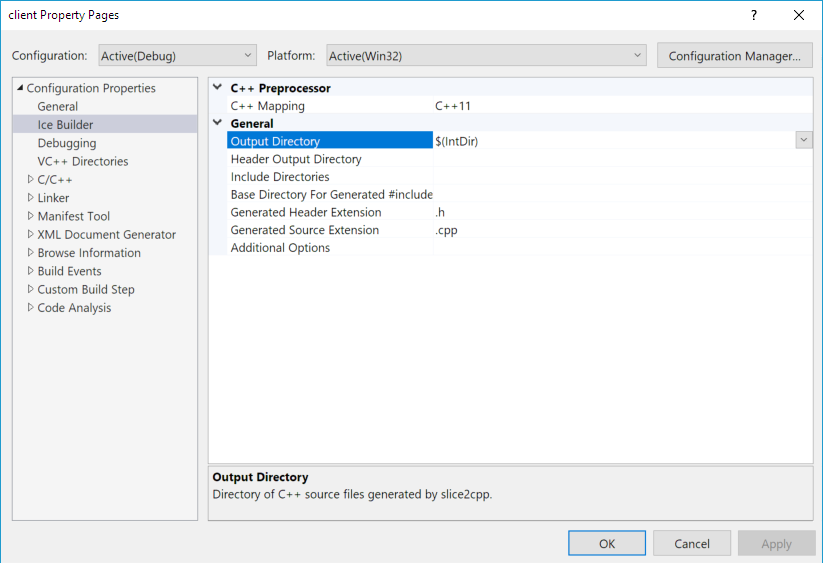 client Property Pages
?
Configuration: Active(Debug) Platform: Active(Win32) Configuration Manager...
Configuration Properties
General
Ice Builder
Debugging
VC++ Directories
C/C++
Linker
Manifest Tool
XML Document Generator
Browse Information
Build Events
Custom Build Step
Code Analysis
C++ Preprocessor
C++ Mapping C++11
General
Output Directory $(IntDir)
Header Output Directory
Include Directories
Base Directory For Generated #include
Generated Header Extension .h
Generated Source Extension .cpp
Additional Options
Output Directory
Directory of C++ source files generated by slice2cpp.
OK Cancel Apply